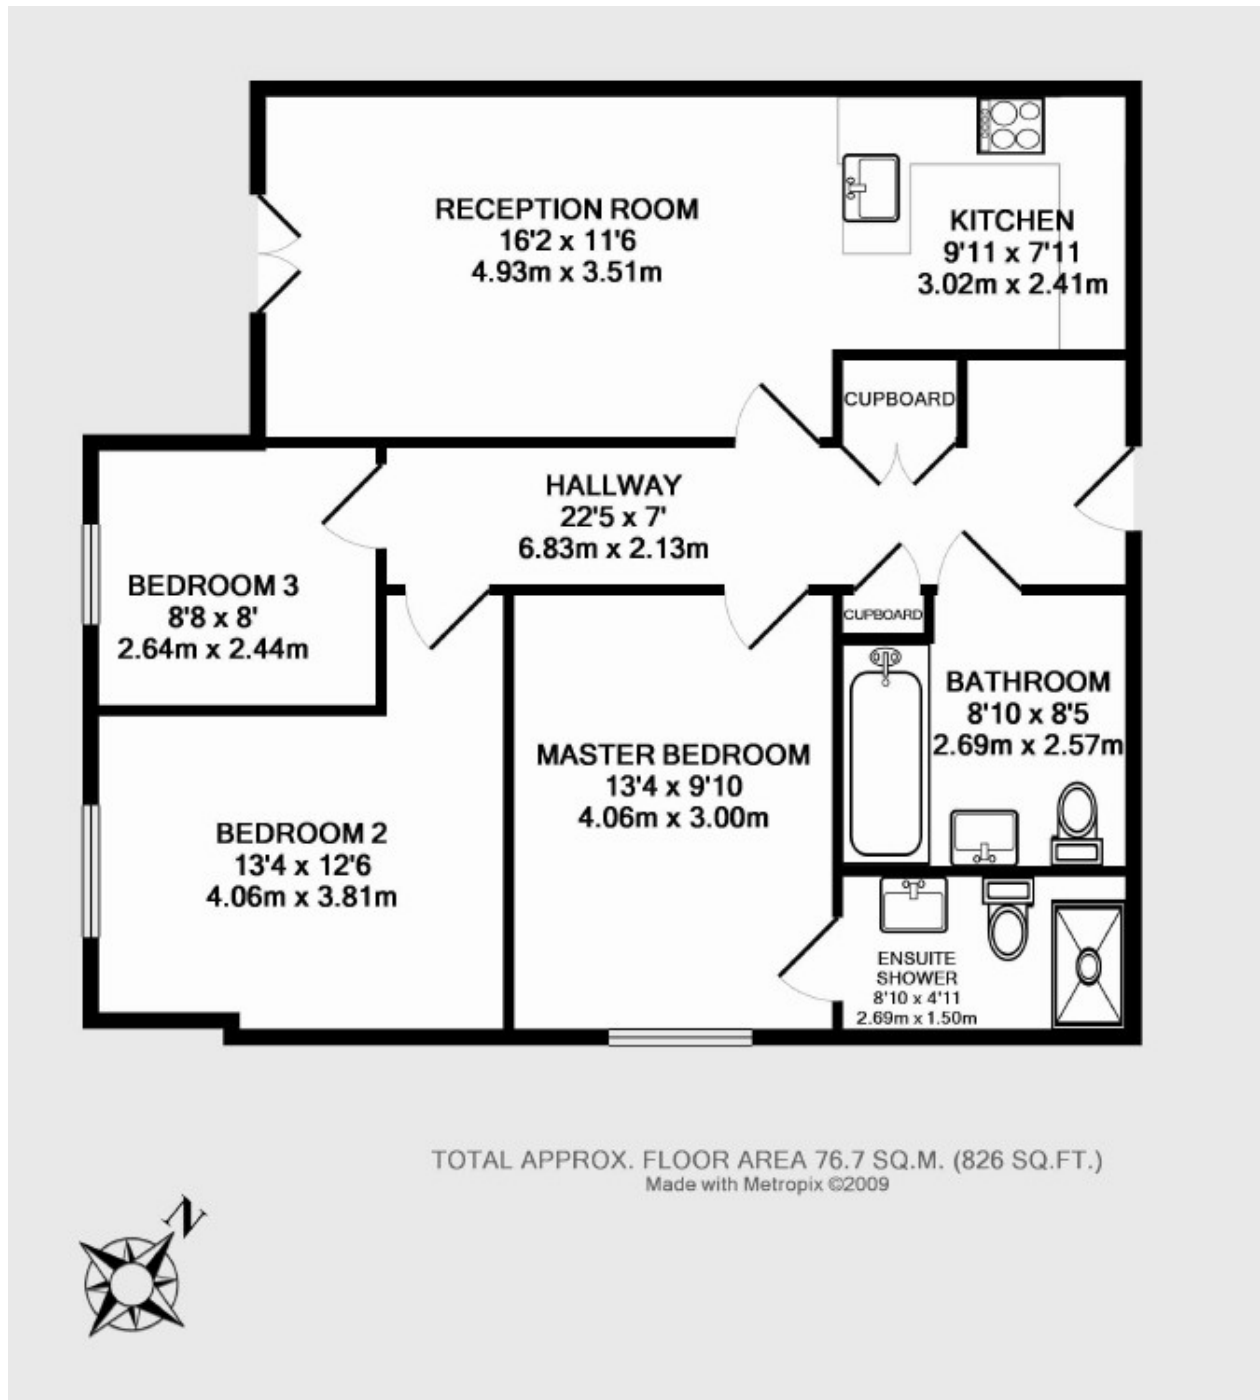 RECEPTION ROOM
16'2 x 11'6
4.93m x 3.51m
KITCHEN
9'11 x 7'11
3.02m x 2.41m
CUPBOARD
HALLWAY
22'5 x 7'
6.83m x 2.13m
BEDROOM 3
8'8 x 8'
2.64m x 2.44m
CUPBOARD
BATHROOM
8'10 x 8'5
2.69m x 2.57m
MASTER BEDROOM
13'4 x 9'10
4.06m x 3.00m
BEDROOM 2
13'4 x 12'6
4.06m x 3.81m
ENSUITE
SHOWER
8'10 x 4'11
2.69m x 1.50m
TOTAL APPROX. FLOOR AREA 76.7 SQ.M. (826 SQ.FT.)
Made with Metropix ©2009
N